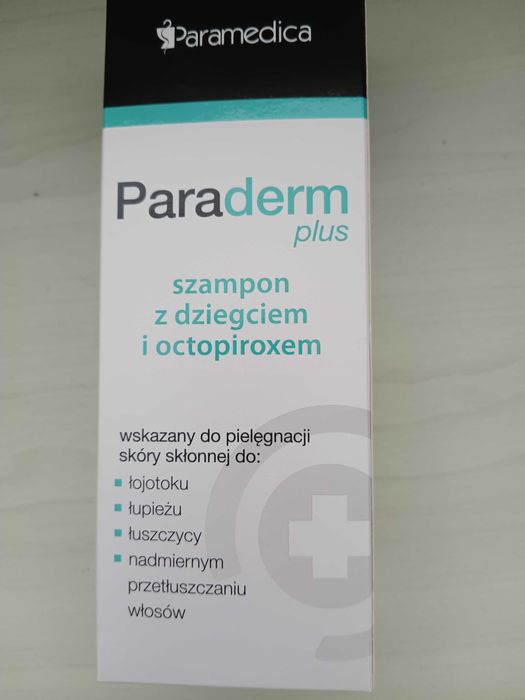 Paramedica
Paraderm
plus
szampon
z dziegciem
i octopiroxem
wskazany do pielęgnacji
skóry skłonnej do:
łojotoku
łupieżu
łuszczycy
nadmiernym
przetłuszczaniu
włosów